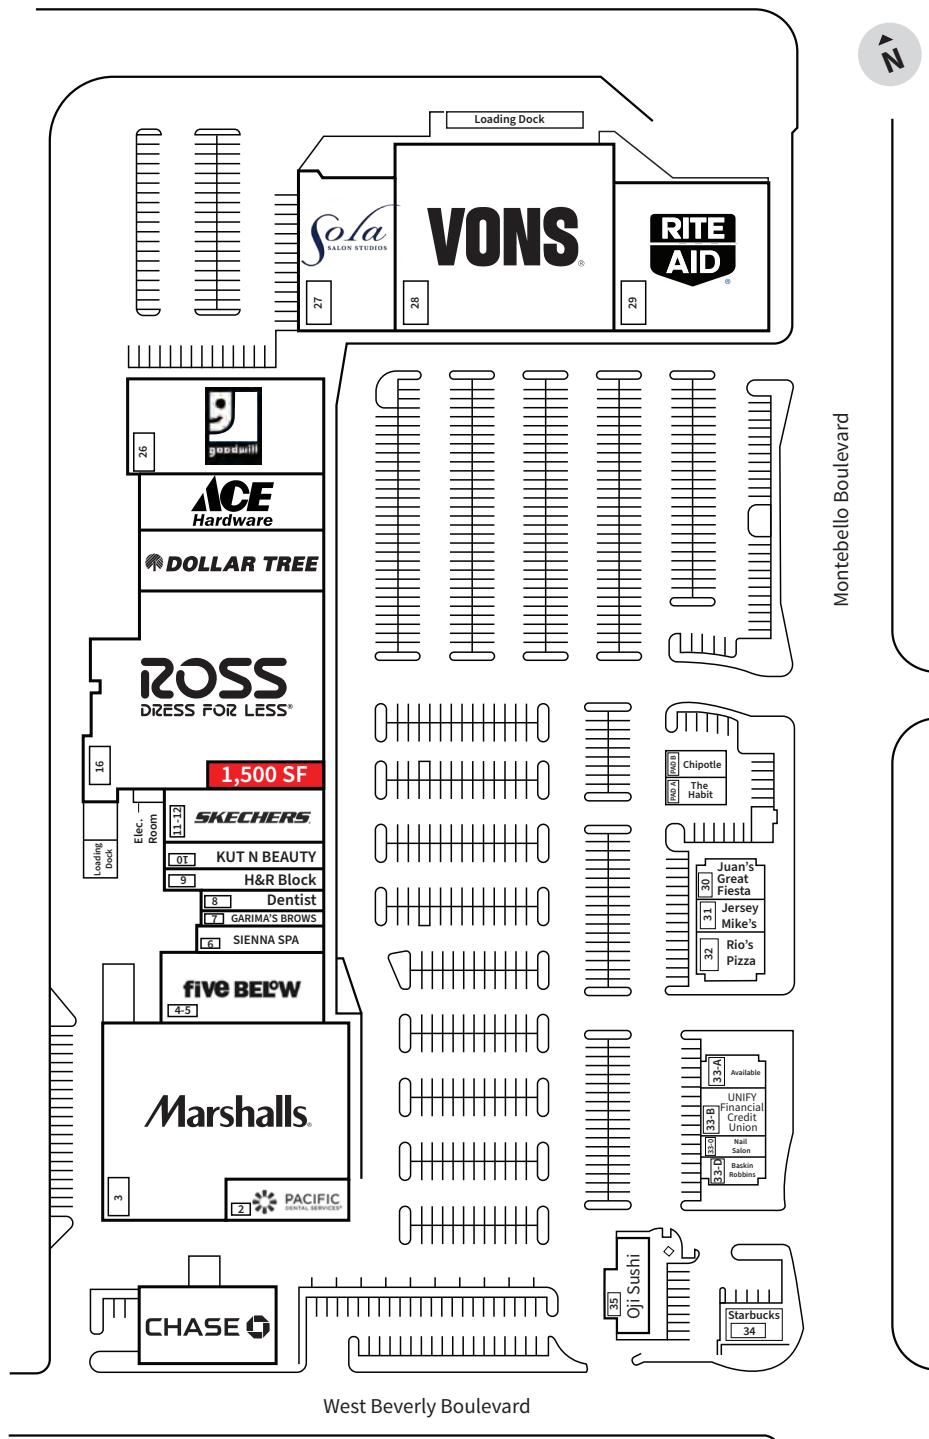 N
Loading Dock
Sola
SALON STUDIOS
VONS®
RITE
AID®
27
28
29
goodwill
26
ACE
Hardware
DOLLAR TREE
Montebello Boulevard
ROSS
DRESS FOR LESS®
16
1,500 SF
PAD B
Chipotle
PAD A
The
Habit
11-12
SKECHERS
Elec.
Room
Loading
Dock
10
KUT N BEAUTY
9
H&R Block
8
Dentist
7
GARIMA'S BROWS
6
SIENNA SPA
30
Juan's
Great
Fiesta
31
Jersey
Mike's
32
Rio's
Pizza
five BELOW
4-5
Marshalls®
3
2
PACIFIC
DENTAL SERVICES®
33-A
Available
33-B
UNIFY
Financial
Credit
Union
Nail
Salon
33-D
Baskin
Robbins
35
Oji Sushi
Starbucks
34
CHASE
West Beverly Boulevard